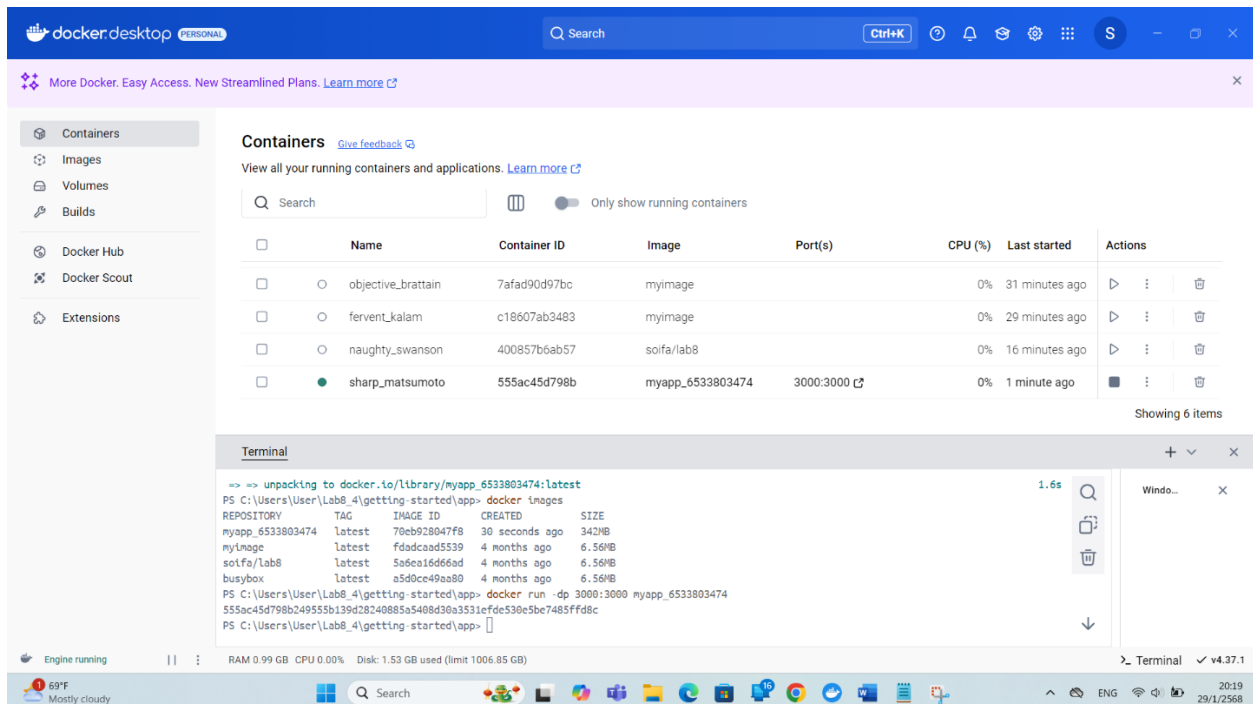 docker.desktop PERSONAL Search Ctrl+K S
More Docker. Easy Access. New Streamlined Plans. Learn more
Containers
Images
Volumes
Builds
Docker Hub
Docker Scout
Extensions
Containers Give feedback
View all your running containers and applications. Learn more
Search Only show running containers
Name Container ID Image Port(s) CPU (%) Last started Actions
objective_brattain 7afad90d97bc myimage 0% 31 minutes ago
fervent_kalam c18607ab3483 myimage 0% 29 minutes ago
naughty_swanson 400857b6ab57 soifa/lab8 0% 16 minutes ago
sharp_matsumoto 555ac45d798b myapp_6533803474 3000:3000 0% 1 minute ago
Showing 6 items
Terminal
=> => unpacking to docker.io/library/myapp_6533803474:latest 1.6s
PS C:\Users\User\Lab8_4\getting-started\app> docker images
REPOSITORY TAG IMAGE ID CREATED SIZE
myapp_6533803474 latest 70eb928047f8 30 seconds ago 342MB
myimage latest fdadcaad5539 4 months ago 6.56MB
soifa/lab8 latest 5a6ea16d66ad 4 months ago 6.56MB
busybox latest a5d0ce49aa80 4 months ago 6.56MB
PS C:\Users\User\Lab8_4\getting-started\app> docker run -dp 3000:3000 myapp_6533803474
555ac45d798b249555b139d28240885a5408d30a3531efde530e5be7485ffd8c
PS C:\Users\User\Lab8_4\getting-started\app>
Windo...
Engine running RAM 0.99 GB CPU 0.00% Disk: 1.53 GB used (limit 1006.85 GB) >_ Terminal v4.37.1
1 69°F
Mostly cloudy
Search 16 ENG 20:19
29/1/2568